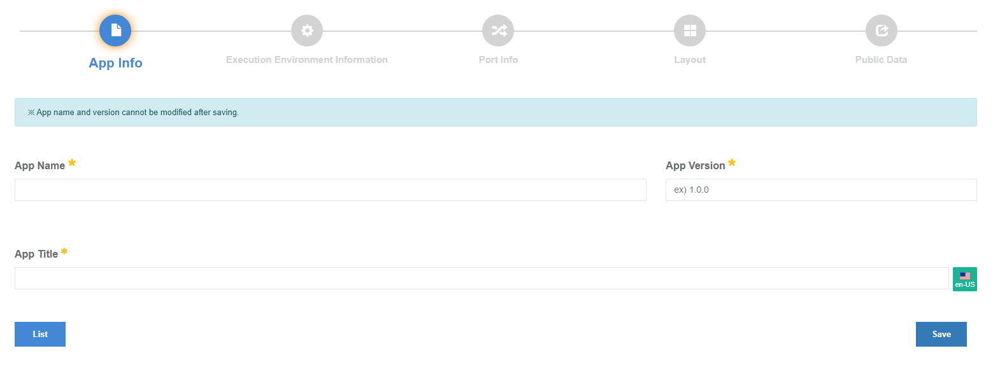 App Info
Execution Environment Information
Port Info
Layout
Public Data
※ App name and version cannot be modified after saving.
App Name *
App Version *
ex) 1.0.0
App Title *
en-US
List
Save